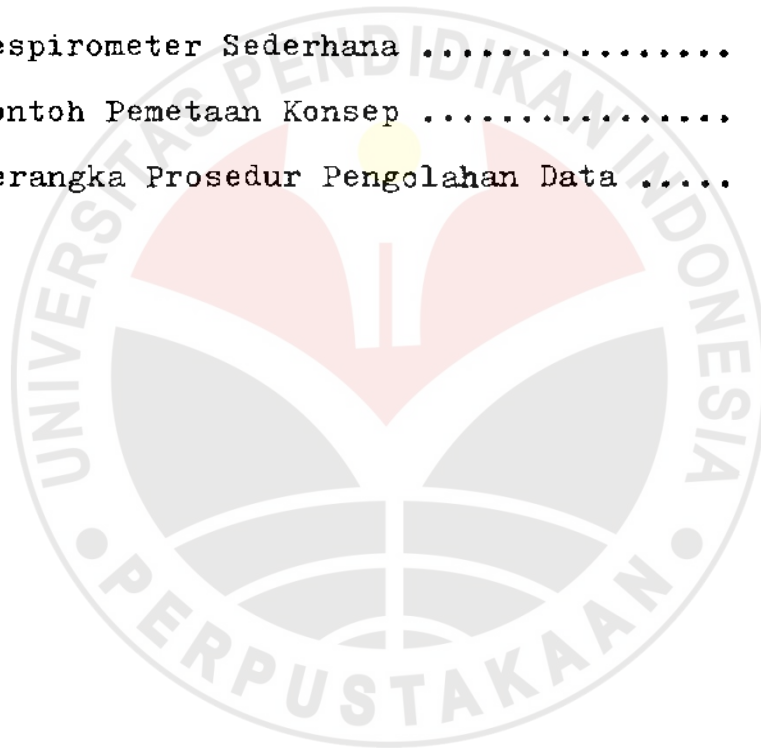 espirometer Sederhana ................
ontoh Pemetaan Konsep ................
erangka Prosedur Pengolahan Data .....
UNIVERSITAS PENDIDIKAN INDONESIA
PERPUSTAKAAN